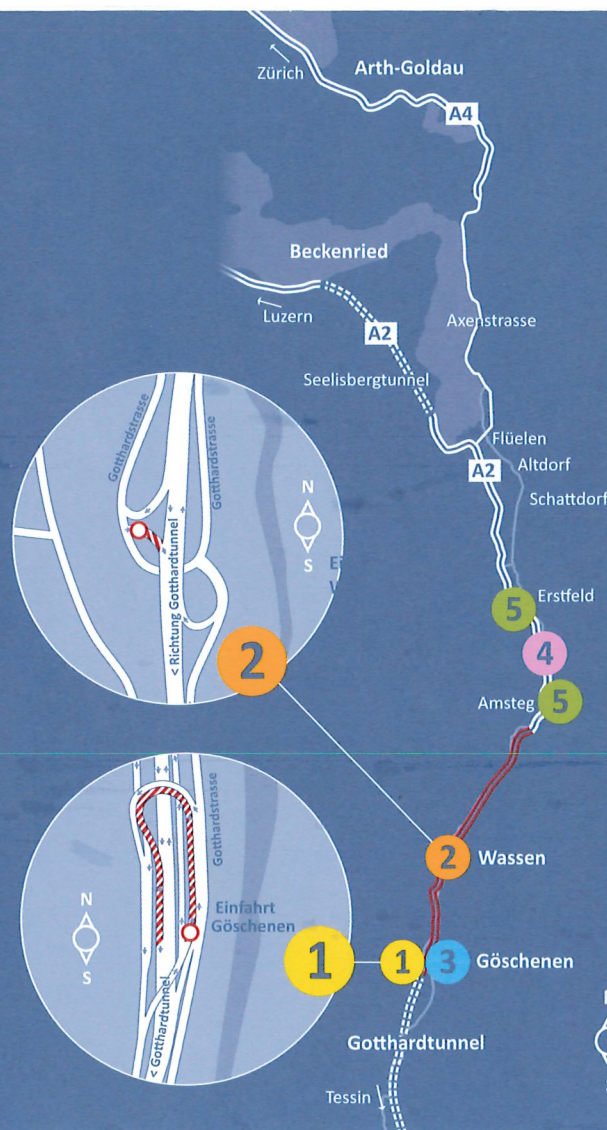 Zürich
Arth-Goldau
A4
Beckenried
Luzern
A2
Axenstrasse
Seelisbergtunnel
Flüelen
A2
Altdorf
Schattdorf
Gotthardstrasse
Gotthardstrasse
N
S
< Richtung Gotthardtunnel
2
5
Erstfeld
4
Amsteg
5
2
Wassen
Gotthardstrasse
N
S
Einfahrt
Göschenen
< Gotthardtunnel
1
1
3
Göschenen
Gotthardtunnel
Tessin